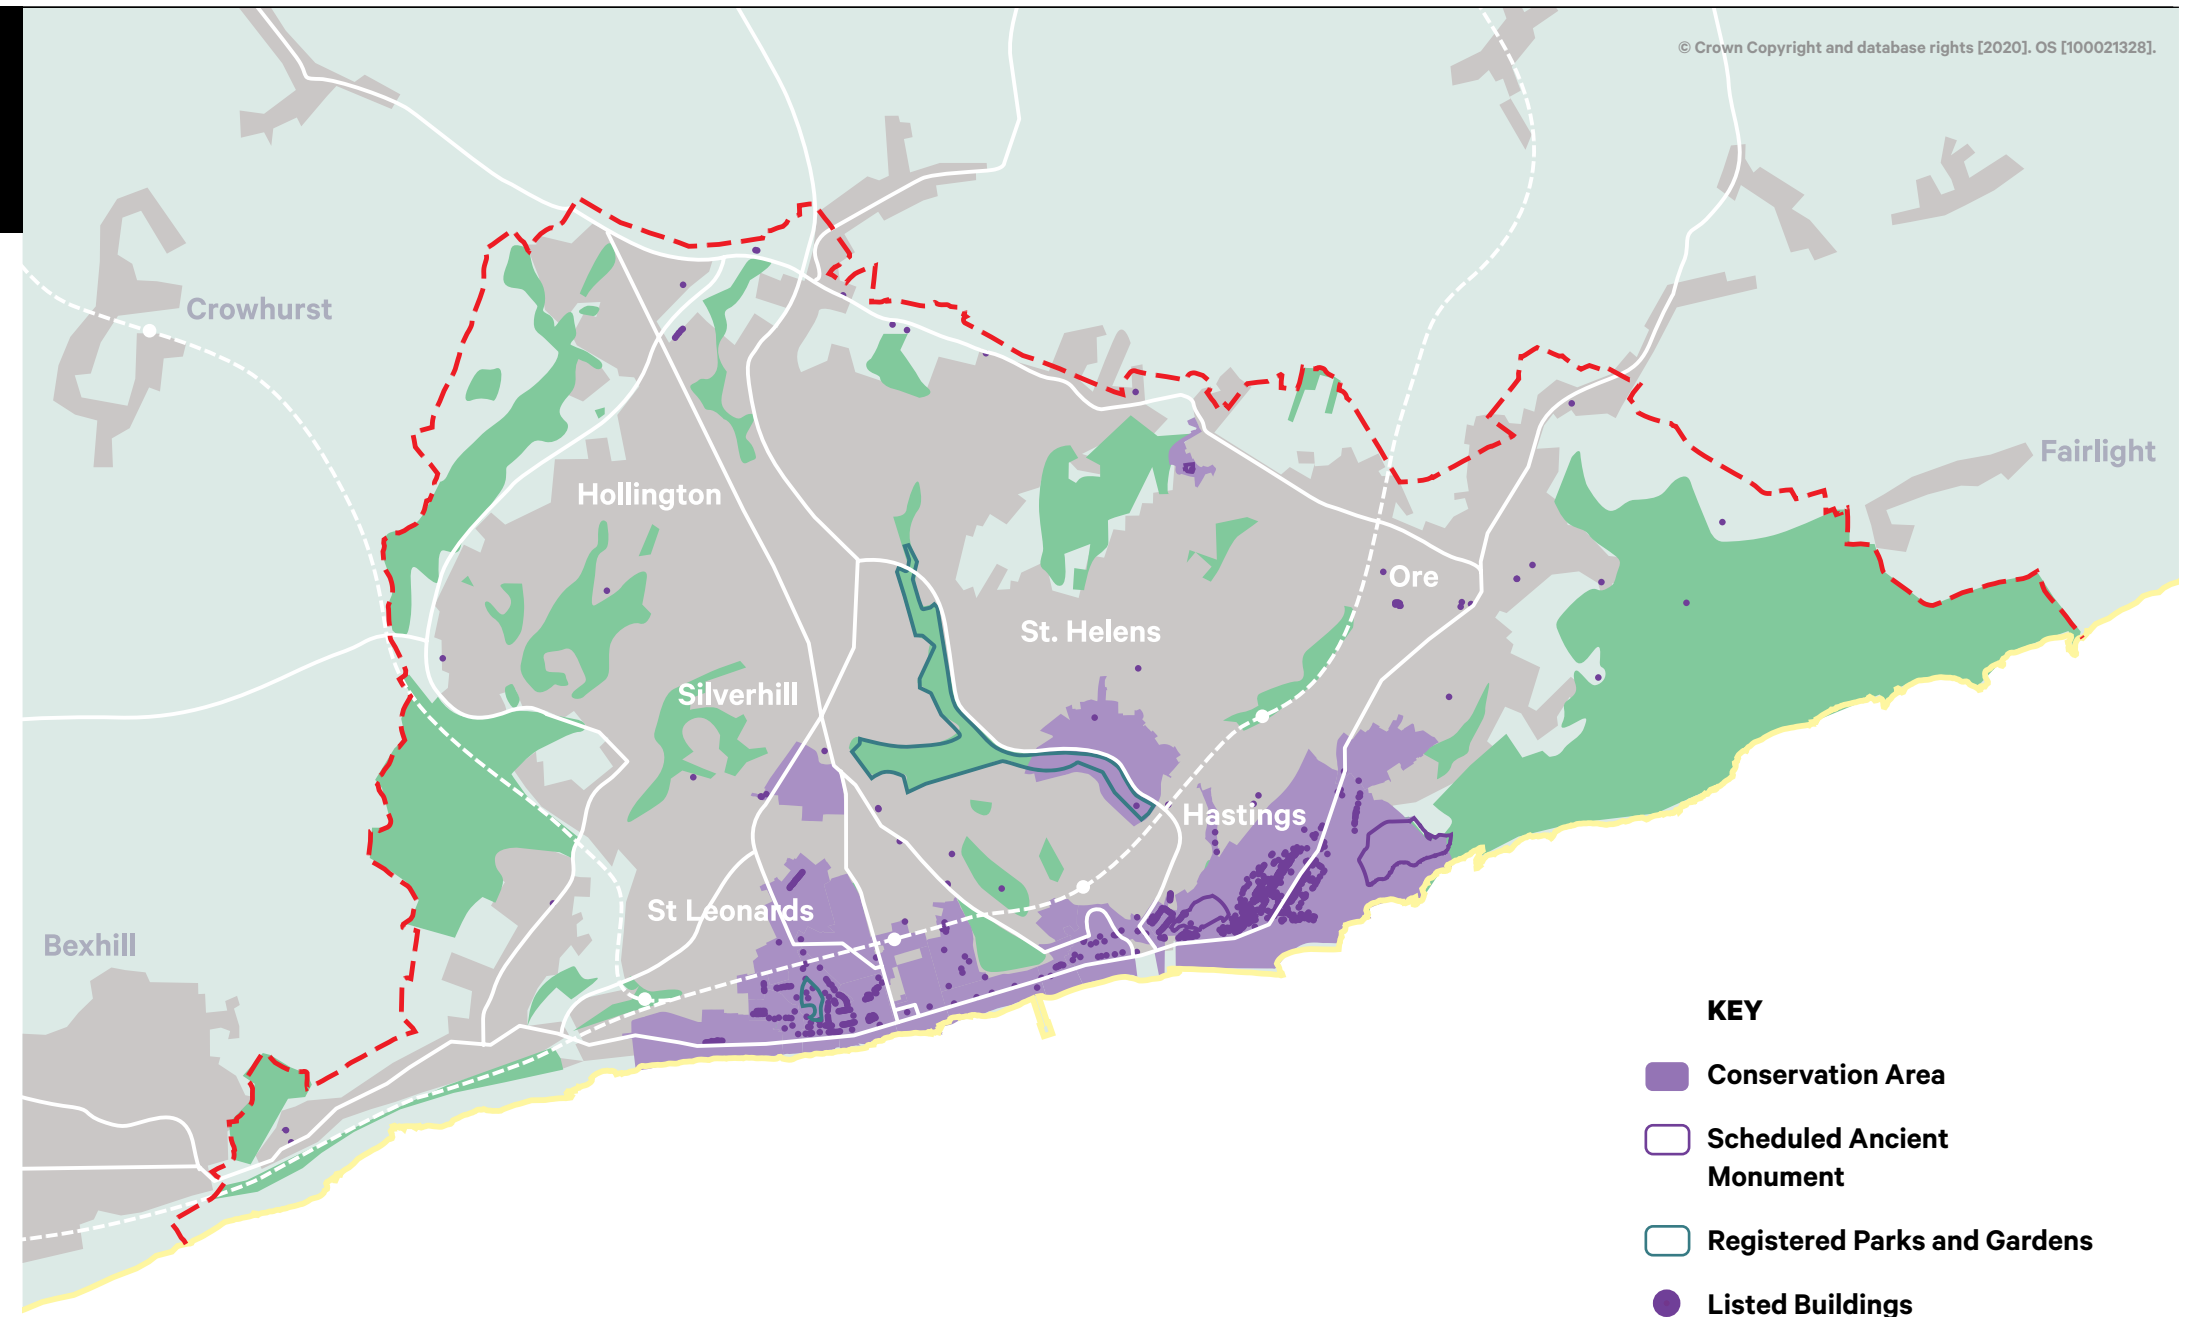 © Crown Copyright and database rights [2020]. OS [100021328].
Crowhurst
Fairlight
Hollington
Ore
St. Helens
Silverhill
Hastings
St Leonards
Bexhill
KEY
Conservation Area
Scheduled Ancient
Monument
Registered Parks and Gardens
Listed Buildings